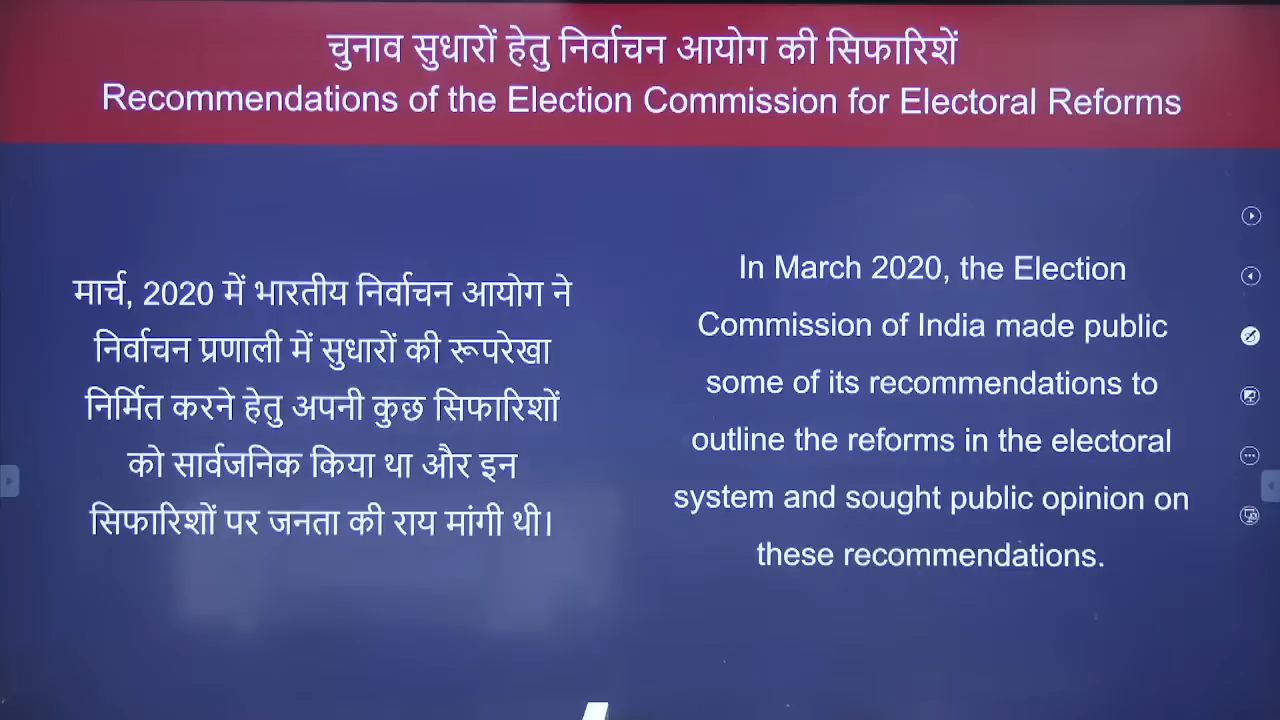 चुनाव सुधारों हेतु निर्वाचन आयोग की सिफारिशें
Recommendations of the Election Commission for Electoral Reforms
मार्च, 2020 में भारतीय निर्वाचन आयोग ने
निर्वाचन प्रणाली में सुधारों की रूपरेखा
निर्मित करने हेतु अपनी कुछ सिफारिशों
को सार्वजनिक किया था और इन
सिफारिशों पर जनता की राय मांगी थी।
In March 2020, the Election
Commission of India made public
some of its recommendations to
outline the reforms in the electoral
system and sought public opinion on
these recommendations.